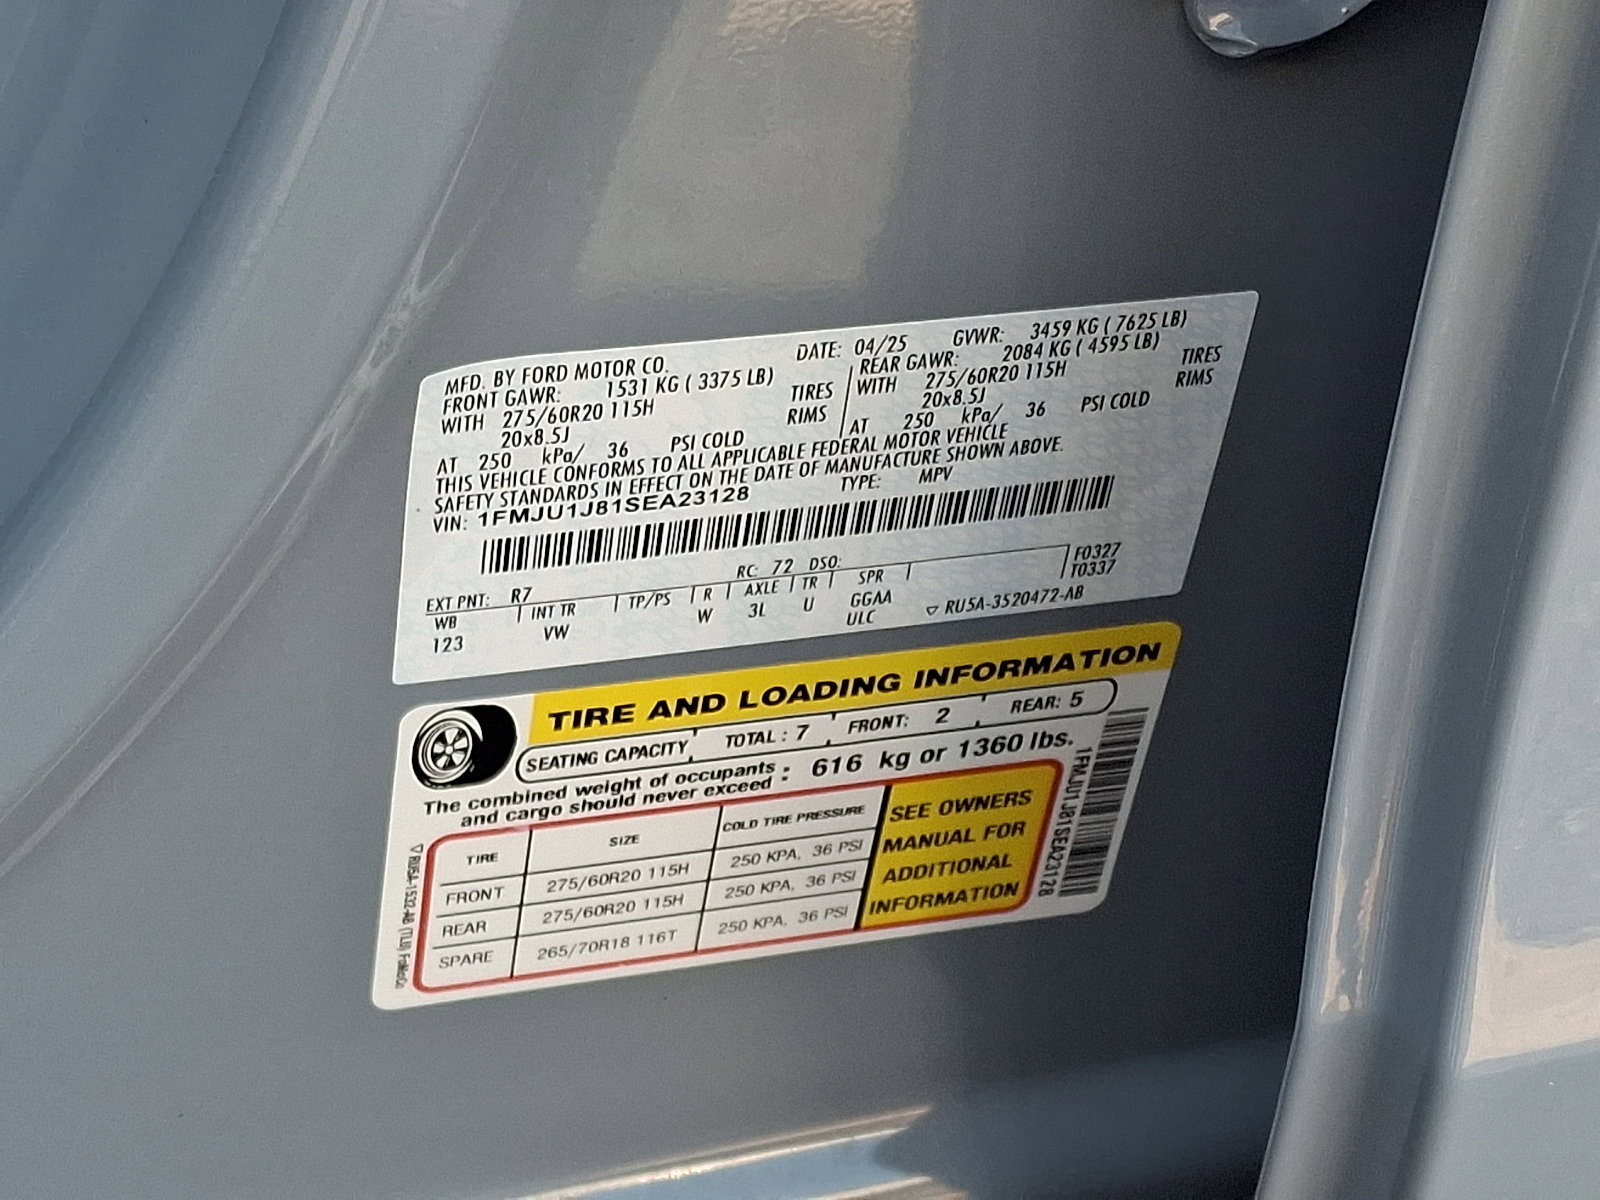 MFD. BY FORD MOTOR CO. DATE: 04/25 GVWR: 3459 KG ( 7625 LB)
FRONT GAWR: 1531 KG ( 3375 LB) REAR GAWR: 2084 KG ( 4595 LB)
WITH 275/60R20 115H TIRES WITH 275/60R20 115H TIRES
20x8.5J RIMS 20x8.5J RIMS
AT 250 kPa/ 36 PSI COLD AT 250 kPa/ 36 PSI COLD
THIS VEHICLE CONFORMS TO ALL APPLICABLE FEDERAL MOTOR VEHICLE
SAFETY STANDARDS IN EFFECT ON THE DATE OF MANUFACTURE SHOWN ABOVE.
VIN: 1FMJU1J81SEA23128 TYPE: MPV
EXT PNT: R7 RC: 72 DSO: F0327
WB INT TR TP/PS R AXLE TR SPR T0337
123 VW W 3L U GGAA
ULC ▽ RU5A-3520472-AB
TIRE AND LOADING INFORMATION
SEATING CAPACITY TOTAL : 7 FRONT: 2 REAR: 5
The combined weight of occupants
and cargo should never exceed : 616 kg or 1360 lbs.
TIRE SIZE COLD TIRE PRESSURE
FRONT 275/60R20 115H 250 KPA, 36 PSI
REAR 275/60R20 115H 250 KPA, 36 PSI
SPARE 265/70R18 116T 250 KPA, 36 PSI
SEE OWNERS
MANUAL FOR
ADDITIONAL
INFORMATION
1FMJU1J81SEA23128